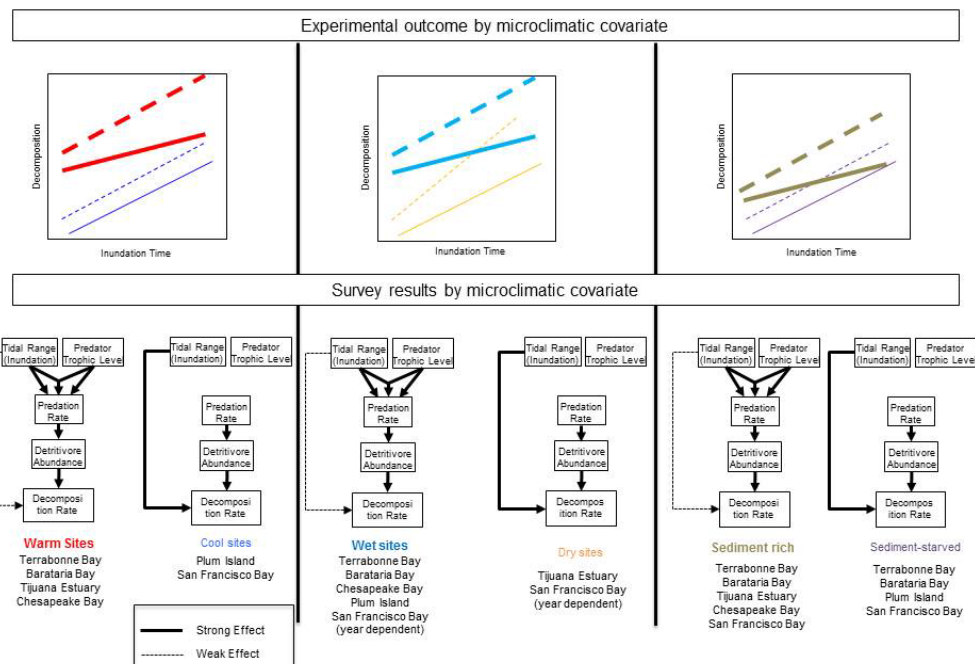 Experimental outcome by microclimatic covariate
Decomposition
Inundation Time
Decomposition
Inundation Time
Decomposition
Inundation Time
Survey results by microclimatic covariate
Tidal Range
(Inundation)
Predator
Trophic Level
Predation
Rate
Detritivore
Abundance
Decomposi
tion Rate
Warm Sites
Terrabonne Bay
Barataria Bay
Tijuana Estuary
Chesapeake Bay
Tidal Range
(Inundation)
Predator
Trophic Level
Predation
Rate
Detritivore
Abundance
Decomposi
tion Rate
Cool sites
Plum Island
San Francisco Bay
Tidal Range
(Inundation)
Predator
Trophic Level
Predation
Rate
Detritivore
Abundance
Decomposi
tion Rate
Wet sites
Terrabonne Bay
Barataria Bay
Chesapeake Bay
Plum Island
San Francisco Bay
(year dependent)
Tidal Range
(Inundation)
Predator
Trophic Level
Predation
Rate
Detritivore
Abundance
Decompos
ition Rate
Dry sites
Tijuana Estuary
San Francisco Bay
(year dependent)
Tidal Range
(Inundation)
Predator
Trophic Level
Predation
Rate
Detritivore
Abundance
Decomposi
tion Rate
Sediment rich
Terrabonne Bay
Barataria Bay
Tijuana Estuary
Chesapeake Bay
San Francisco Bay
Tidal Range
(Inundation)
Predator
Trophic Level
Predation
Rate
Detritivore
Abundance
Decompos
ition Rate
Sediment-starved
Terrabonne Bay
Barataria Bay
Plum Island
San Francisco Bay
Strong Effect
Weak Effect